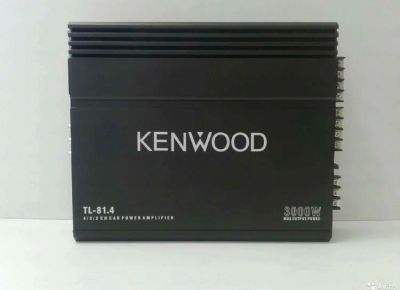 KENWOOD
TL-81.4
4/3/2 CH CAR POWER AMPLIFIER
3000W
MAX OUTPUT POWER